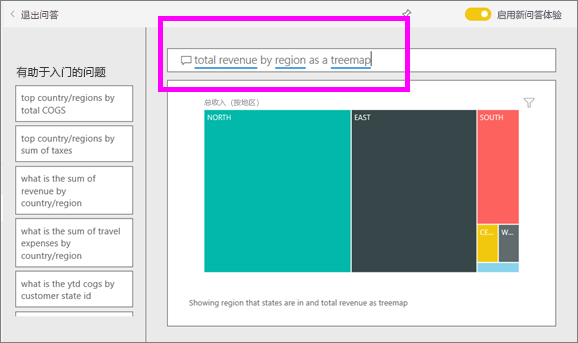 退出问答
启用新问答体验
有助于入门的问题
top country/regions by
total COGS
top country/regions by
sum of taxes
what is the sum of
revenue by
country/region
what is the sum of travel
expenses by
country/region
what is the ytd cogs by
customer state id
total revenue by region as a treemap
总收入（按地区）
NORTH
EAST
SOUTH
CE...
W...
Showing region that states are in and total revenue as treemap